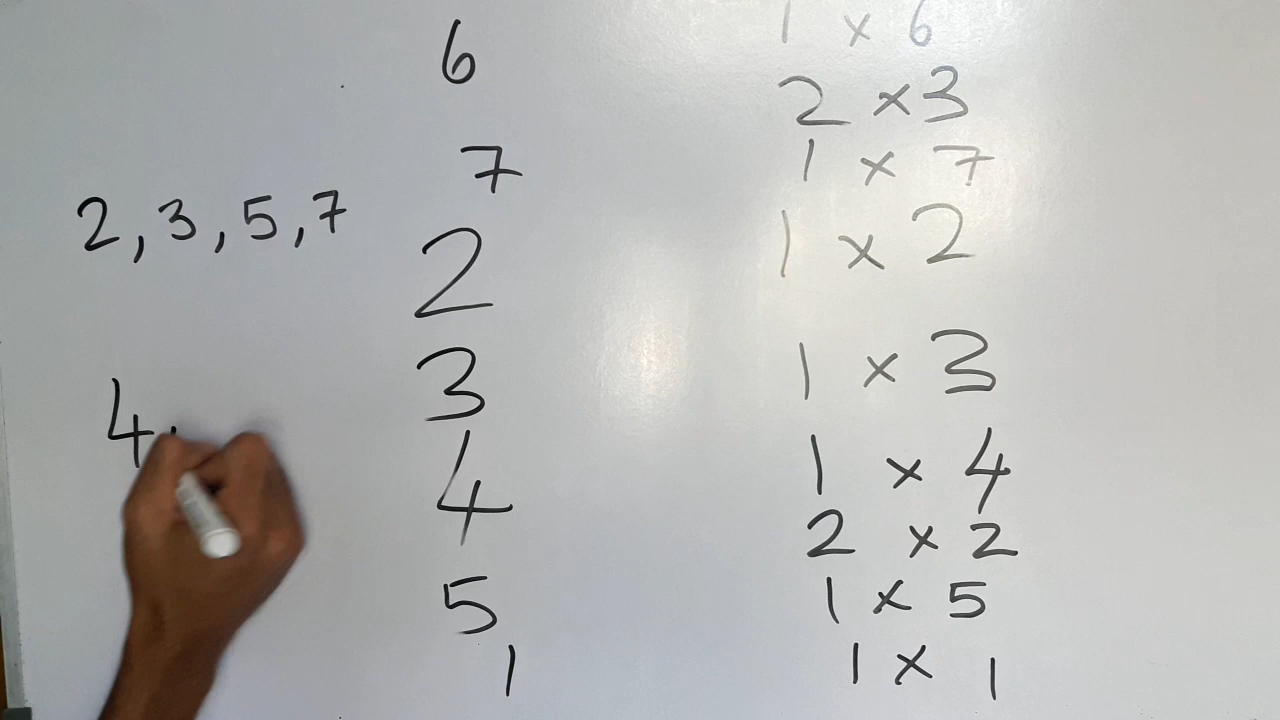 6
7
2
3
4
5
1
2, 3, 5, 7
4
1 x 6
2 x 3
1 x 7
1 x 2
1 x 3
1 x 4
2 x 2
1 x 5
1 x 1